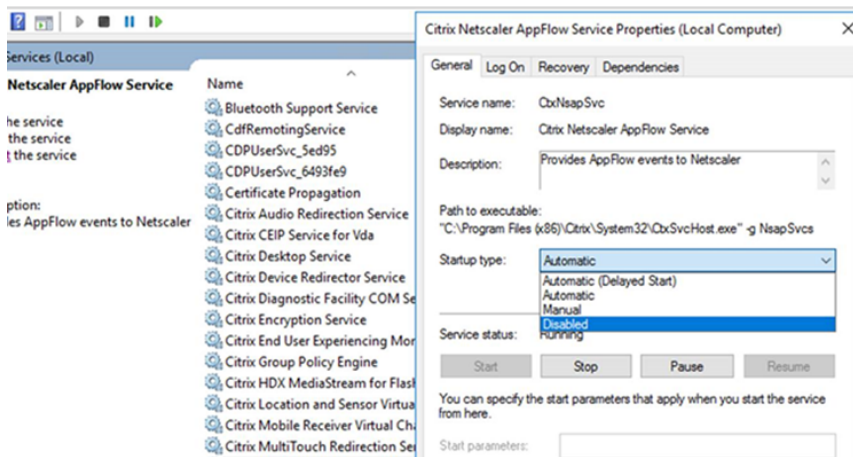 Services (Local)
Netscaler AppFlow Service
he service
the service
t the service
ption:
les AppFlow events to Netscaler
Name
Bluetooth Support Service
CdfRemotingService
CDPUserSvc_5ed95
CDPUserSvc_6493fe9
Certificate Propagation
Citrix Audio Redirection Service
Citrix CEIP Service for Vda
Citrix Desktop Service
Citrix Device Redirector Service
Citrix Diagnostic Facility COM Se
Citrix Encryption Service
Citrix End User Experiencing Mor
Citrix Group Policy Engine
Citrix HDX MediaStream for Flash
Citrix Location and Sensor Virtua
Citrix Mobile Receiver Virtual Cha
Citrix MultiTouch Redirection Ser
Citrix Netscaler AppFlow Service Properties (Local Computer)
General Log On Recovery Dependencies
Service name: CtxNsapSvc
Display name: Citrix Netscaler AppFlow Service
Description: Provides AppFlow events to Netscaler
Path to executable:
"C:\Program Files (x86)\Citrix\System32\CtxSvcHost.exe" -g NsapSvcs
Startup type: Automatic
Automatic (Delayed Start)
Automatic
Manual
Disabled
Service status: Running
Start Stop Pause Resume
You can specify the start parameters that apply when you start the service
from here.
Start parameters: